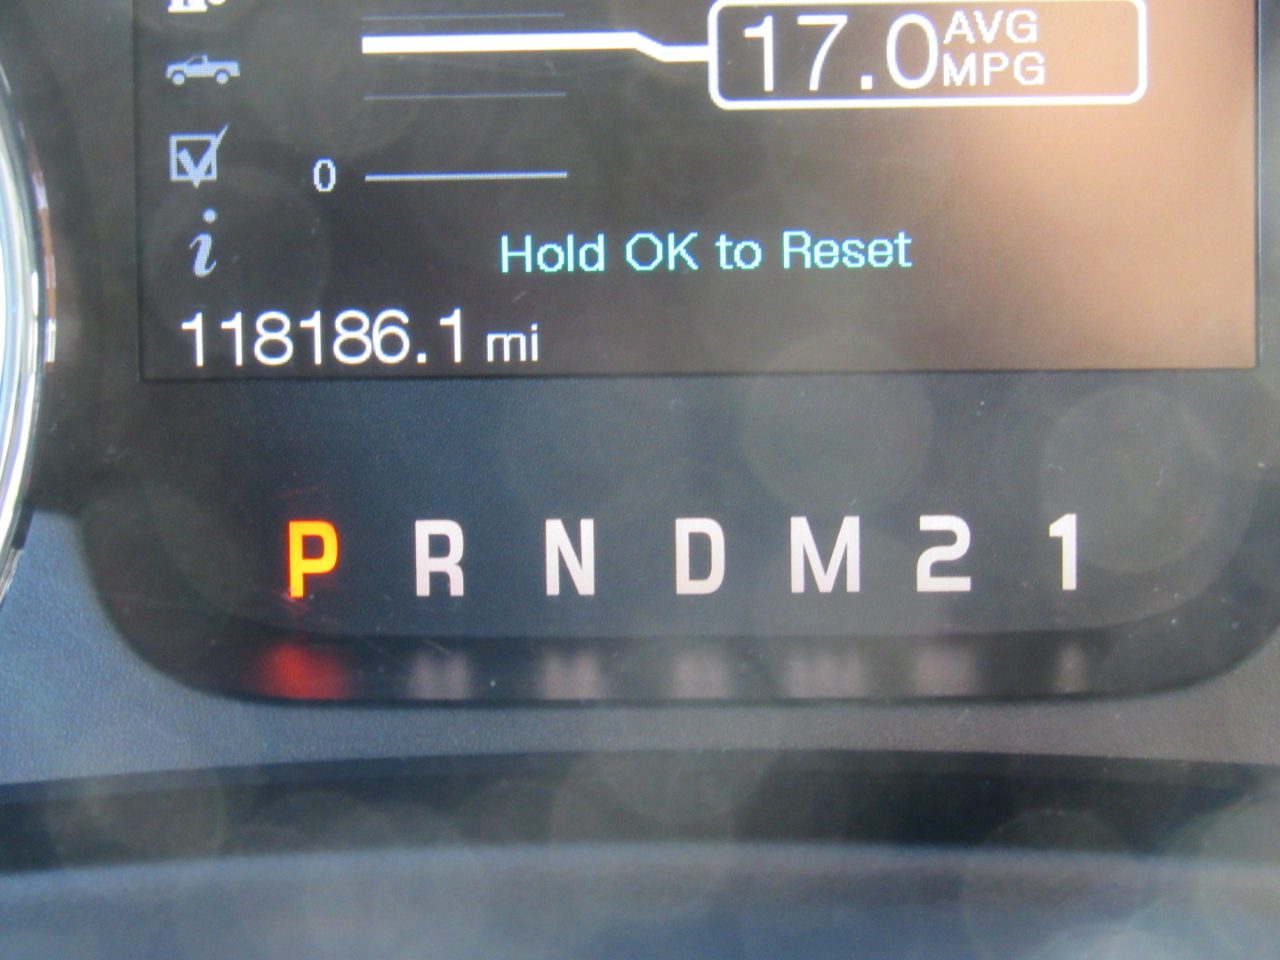 17.0 AVG MPG
0
i
Hold OK to Reset
118186.1 mi
P R N D M 2 1